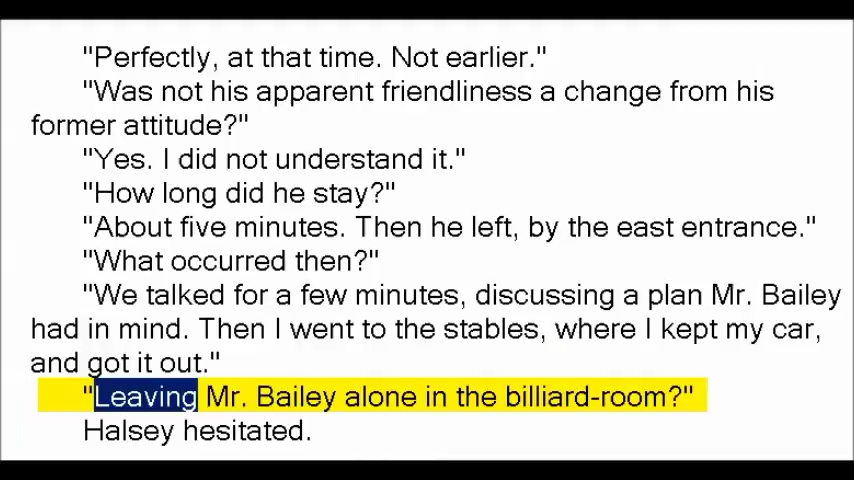 "Perfectly, at that time. Not earlier."
"Was not his apparent friendliness a change from his
former attitude?"
"Yes. I did not understand it."
"How long did he stay?"
"About five minutes. Then he left, by the east entrance."
"What occurred then?"
"We talked for a few minutes, discussing a plan Mr. Bailey
had in mind. Then I went to the stables, where I kept my car,
and got it out."
"Leaving Mr. Bailey alone in the billiard-room?"
Halsey hesitated.